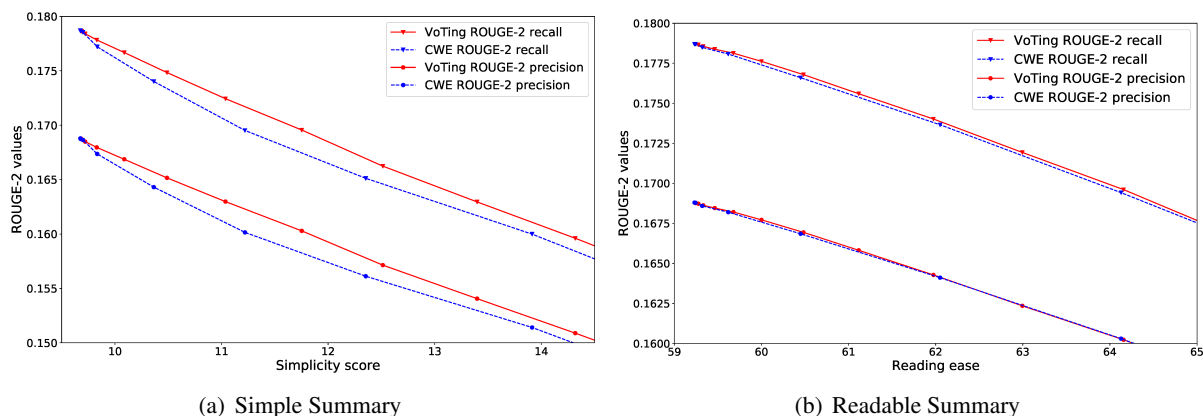 0.180
0.175
0.170
0.165
0.160
0.155
0.150
ROUGE-2 values
10
11
12
13
14
Simplicity score
VoTing ROUGE-2 recall
CWE ROUGE-2 recall
VoTing ROUGE-2 precision
CWE ROUGE-2 precision
(a) Simple Summary
0.1800
0.1775
0.1750
0.1725
0.1700
0.1675
0.1650
0.1625
0.1600
ROUGE-2 values
59
60
61
62
63
64
65
Reading ease
VoTing ROUGE-2 recall
CWE ROUGE-2 recall
VoTing ROUGE-2 precision
CWE ROUGE-2 precision
(b) Readable Summary